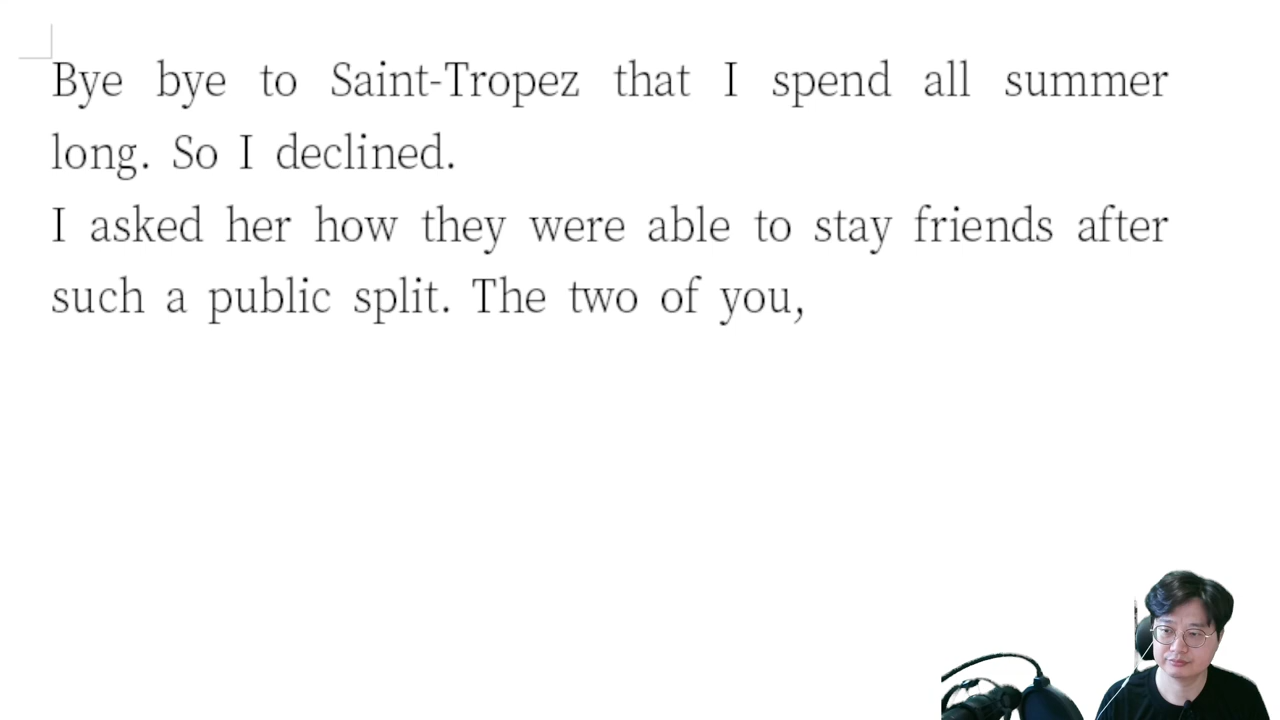 Bye bye to Saint-Tropez that I spend all summer
long. So I declined.
I asked her how they were able to stay friends after
such a public split. The two of you,